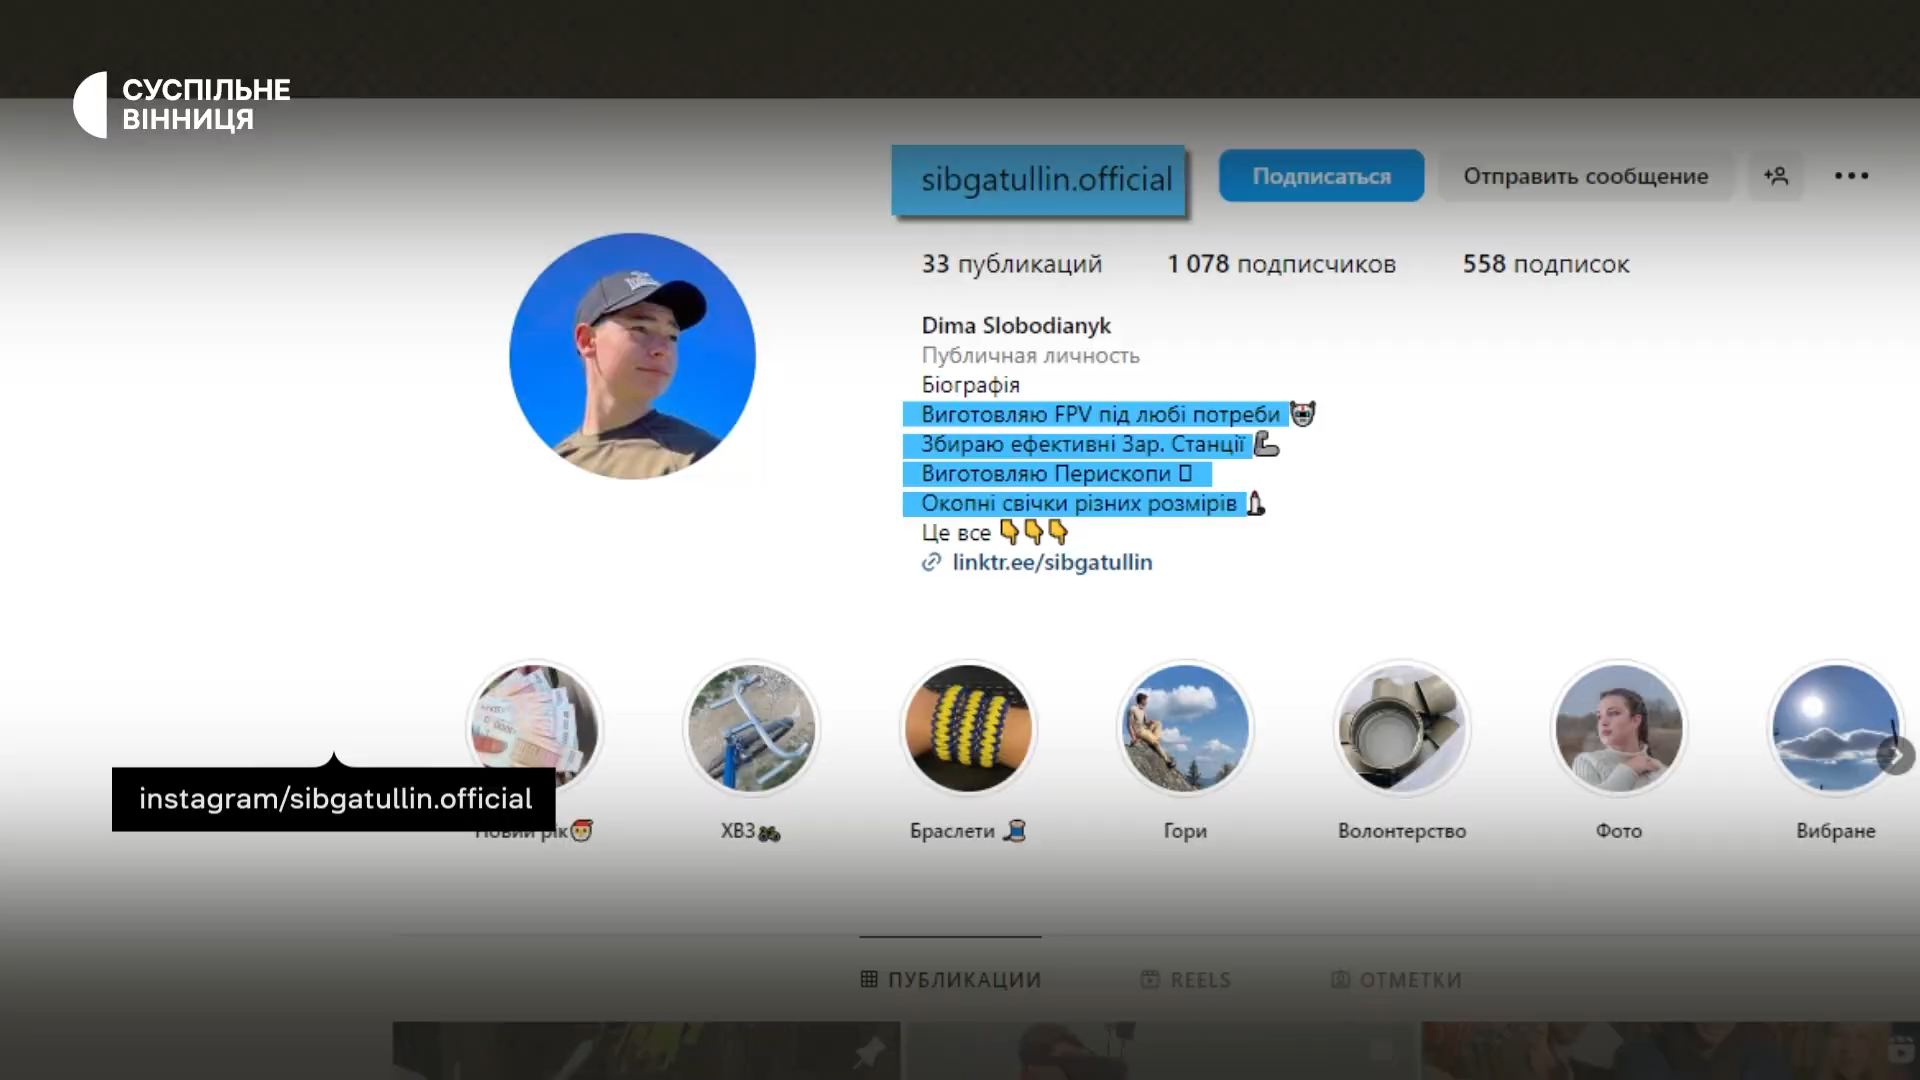 СУСПІЛЬНЕ
ВІННИЦЯ
sibgatullin.official
Подписаться
Отправить сообщение
33 публикаций
1 078 подписчиков
558 подписок
Dima Slobodianyk
Публичная личность
Біографія
Виготовляю FPV під любі потреби
Збираю ефективні Зар. Станції
Виготовляю Перископи
Окопні свічки різних розмірів
Це все
linktr.ee/sibgatullin
instagram/sibgatullin.official
Новий рік
ХВЗ
Браслети
Гори
Волонтерство
Фото
Вибране
ПУБЛИКАЦИИ
REELS
ОТМЕТКИ